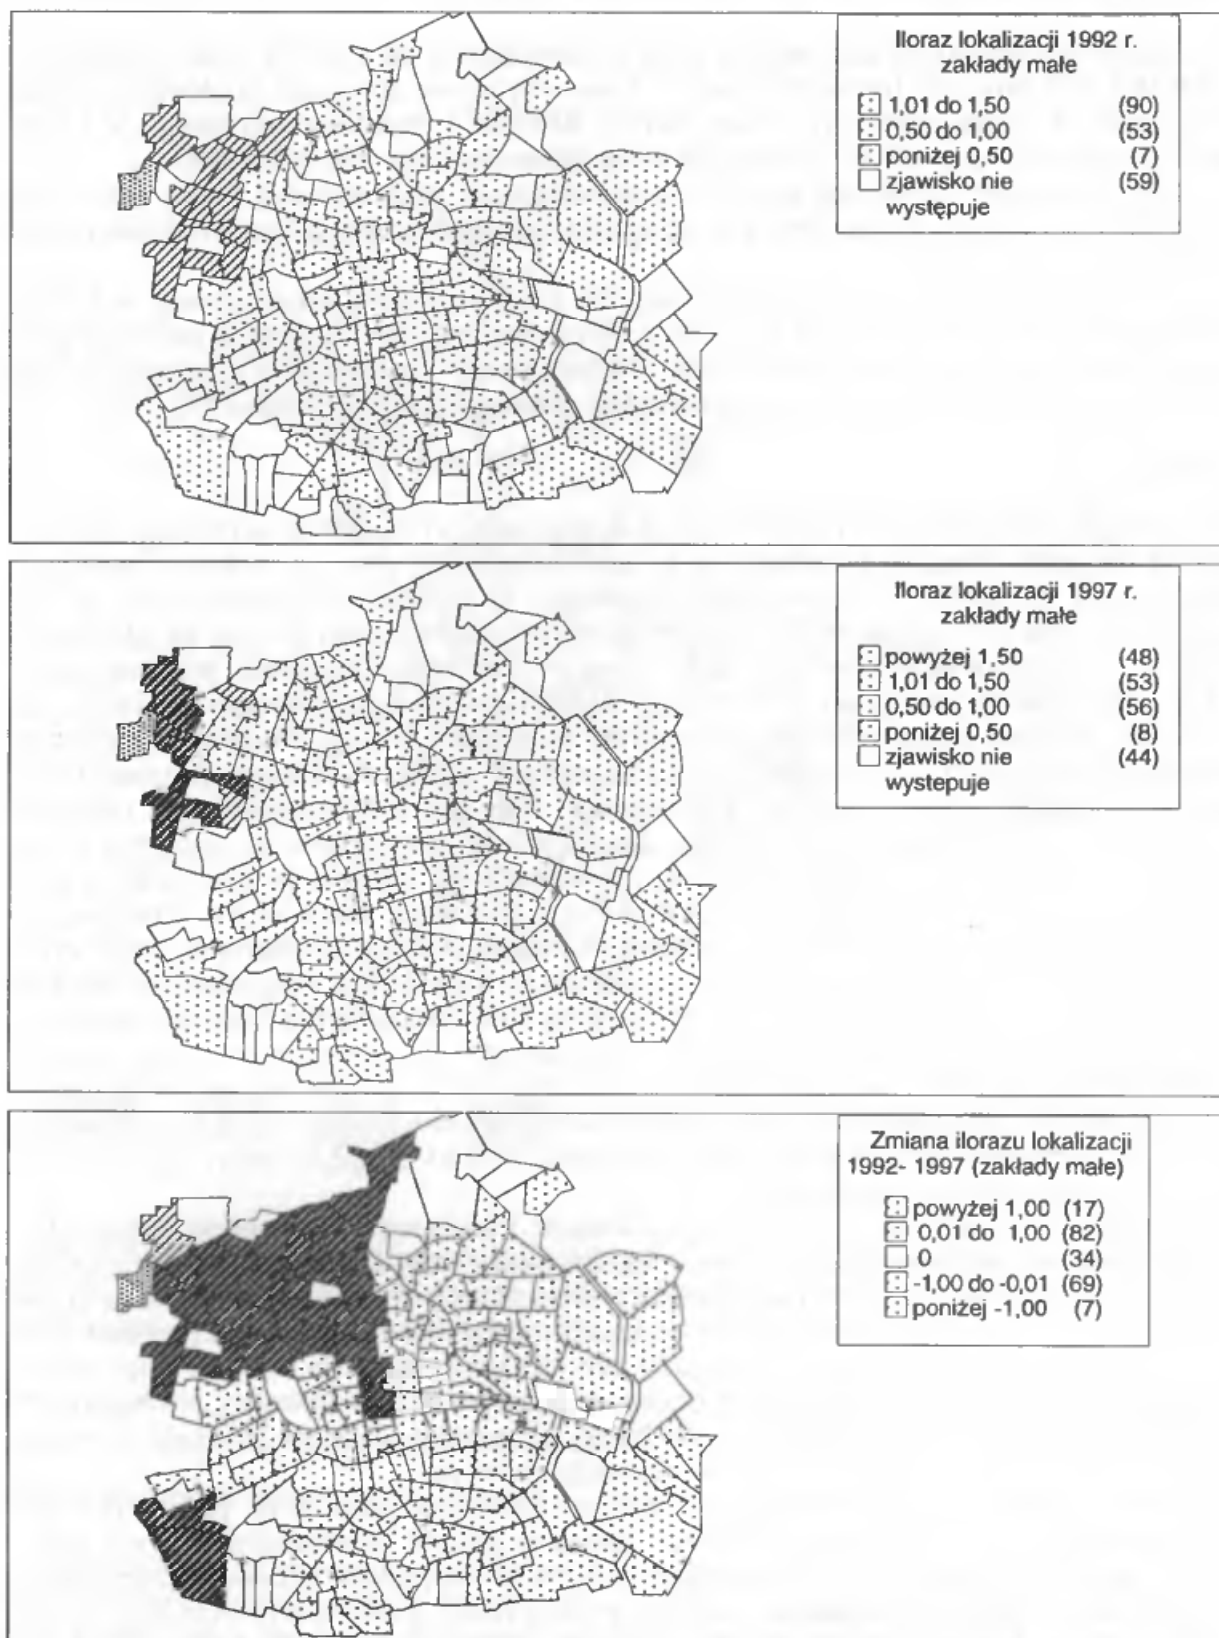 Iloraz lokalizacji 1992 r.
zakłady małe
1,01 do 1,50 (90)
0,50 do 1,00 (53)
poniżej 0,50 (7)
zjawisko nie (59)
występuje
Iloraz lokalizacji 1997 r.
zakłady małe
powyżej 1,50 (48)
1,01 do 1,50 (53)
0,50 do 1,00 (56)
poniżej 0,50 (8)
zjawisko nie (44)
wystepuje
Zmiana ilorazu lokalizacji
1992- 1997 (zakłady małe)
powyżej 1,00 (17)
0,01 do 1,00 (82)
0 (34)
-1,00 do -0,01 (69)
poniżej -1,00 (7)